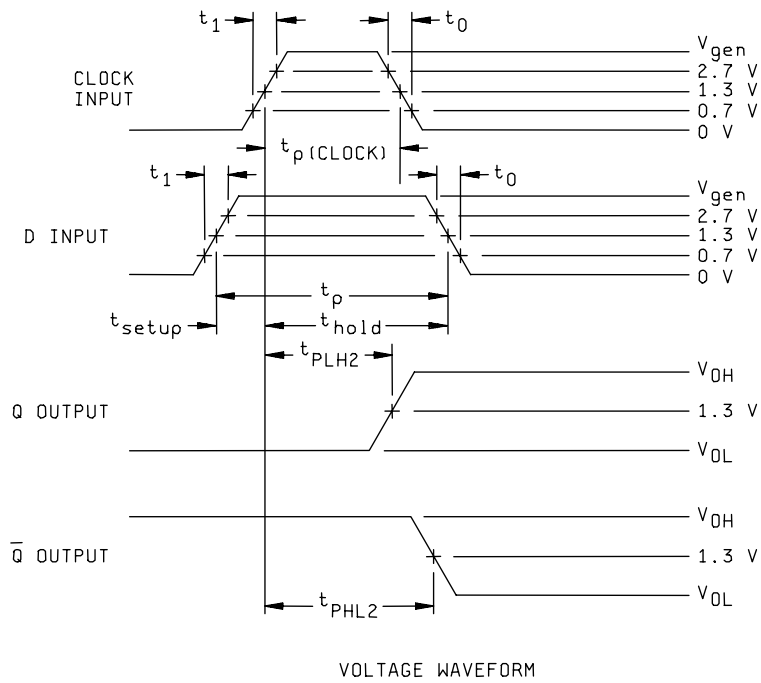 t1
t0
CLOCK
INPUT
Vgen
2.7 V
1.3 V
0.7 V
0 V
tp(CLOCK)
t1
t0
D INPUT
Vgen
2.7 V
1.3 V
0.7 V
0 V
tp
tsetup
thold
tPLH2
Q OUTPUT
VOH
1.3 V
VOL
Q̅ OUTPUT
VOH
1.3 V
VOL
tPHL2
VOLTAGE WAVEFORM